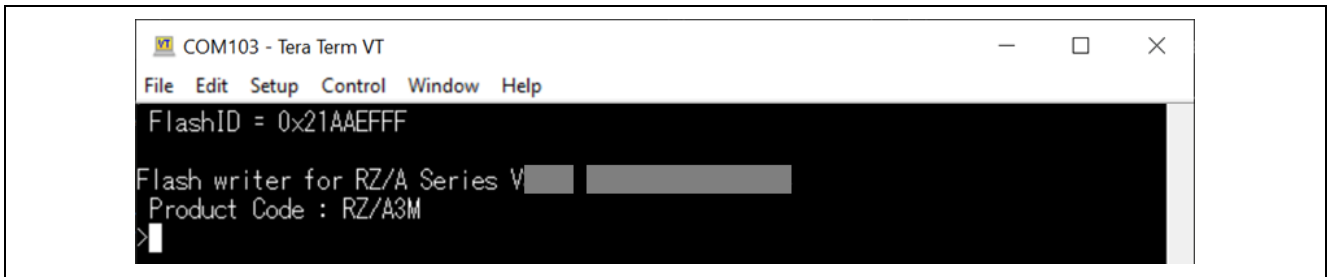 COM103 - Tera Term VT
File Edit Setup Control Window Help
FlashID = 0x21AAEFFF
Flash writer for RZ/A Series V
Product Code : RZ/A3M
>